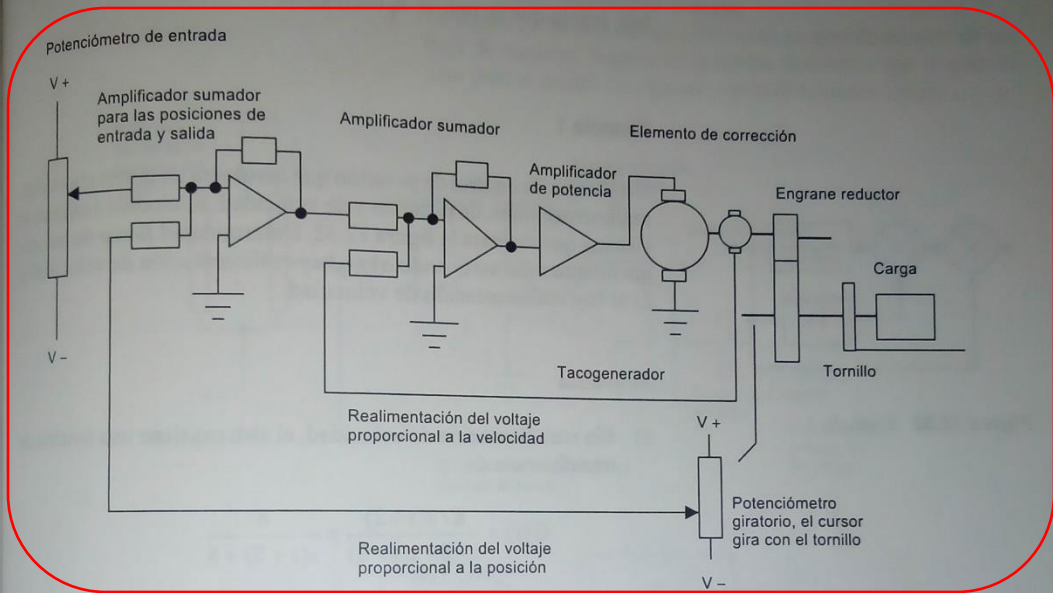 Potenciómetro de entrada
V +
Amplificador sumador
para las posiciones de
entrada y salida
Amplificador sumador
Elemento de corrección
Amplificador
de potencia
Engrane reductor
Carga
V –
Tacogenerador
Tornillo
Realimentación del voltaje
proporcional a la velocidad
V +
Potenciómetro
giratorio, el cursor
gira con el tornillo
Realimentación del voltaje
proporcional a la posición
V –